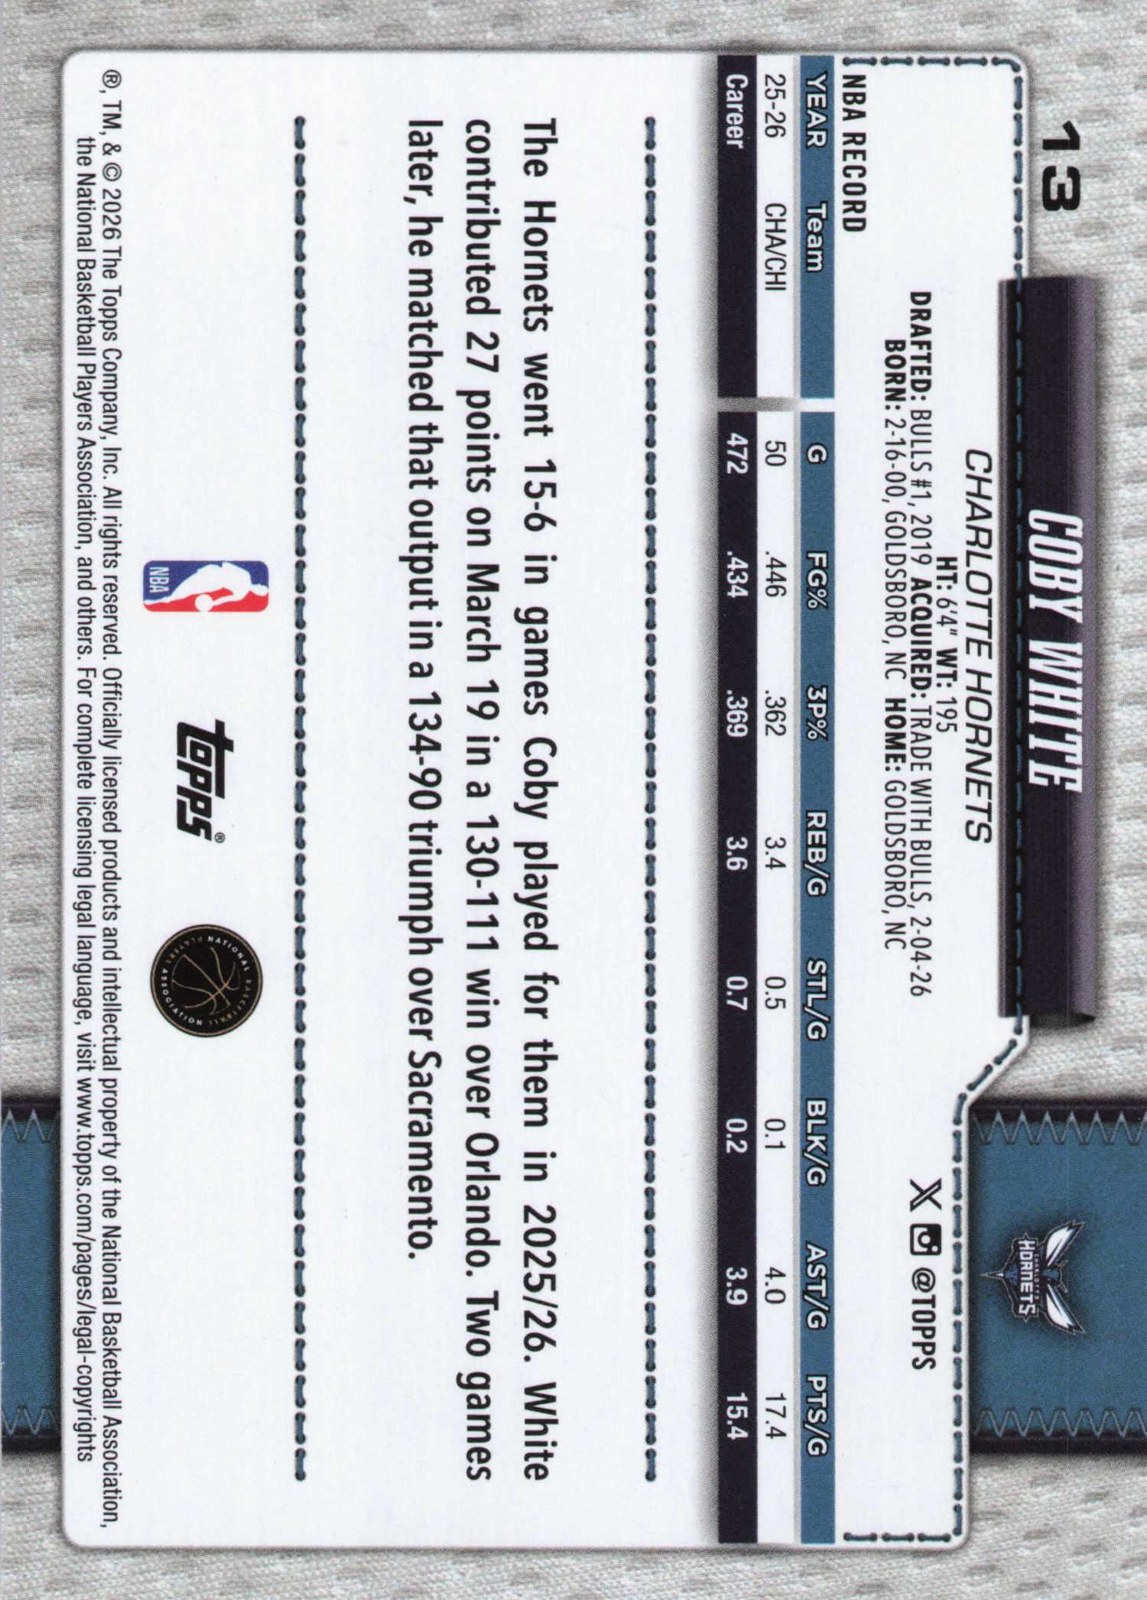 13
COBY WHITE
CHARLOTTE HORNETS
HT: 6'4" WT: 195
DRAFTED: BULLS #1, 2019 ACQUIRED: TRADE WITH BULLS, 2-04-26
BORN: 2-16-00, GOLDSBORO, NC HOME: GOLDSBORO, NC
HORNETS
@TOPPS
NBA RECORD
YEAR Team G FG% 3P% REB/G STL/G BLK/G AST/G PTS/G
25-26 CHA/CHI 50 .446 .362 3.4 0.5 0.1 4.0 17.4
Career 472 .434 .369 3.6 0.7 0.2 3.9 15.4
The Hornets went 15-6 in games Coby played for them in 2025/26. White
contributed 27 points on March 19 in a 130-111 win over Orlando. Two games
later, he matched that output in a 134-90 triumph over Sacramento.
NBA
topps®
NATIONAL BASKETBALL
PLAYERS ASSOCIATION
®, TM, & © 2026 The Topps Company, Inc. All rights reserved. Officially licensed products and intellectual property of the National Basketball Association,
the National Basketball Players Association, and others. For complete licensing legal language, visit www.topps.com/pages/legal-copyrights